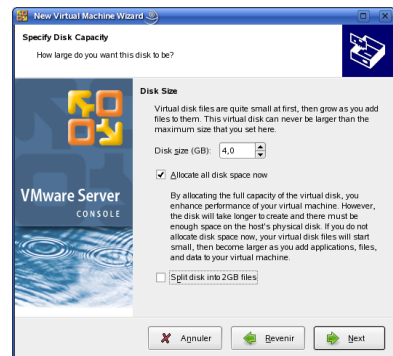 New Virtual Machine Wizard
Specify Disk Capacity
How large do you want this disk to be?
Disk Size
Virtual disk files are quite small at first, then grow as you add
files to them. This virtual disk can never be larger than the
maximum size that you set here.
Disk size (GB): 4,0
Allocate all disk space now
By allocating the full capacity of the virtual disk, you
enhance performance of your virtual machine. However,
the disk will take longer to create and there must be
enough space on the host's physical disk. If you do not
allocate disk space now, your virtual disk files will start
small, then become larger as you add applications, files,
and data to your virtual machine.
Split disk into 2GB files
VMware Server
CONSOLE
Annuler
Revenir
Next